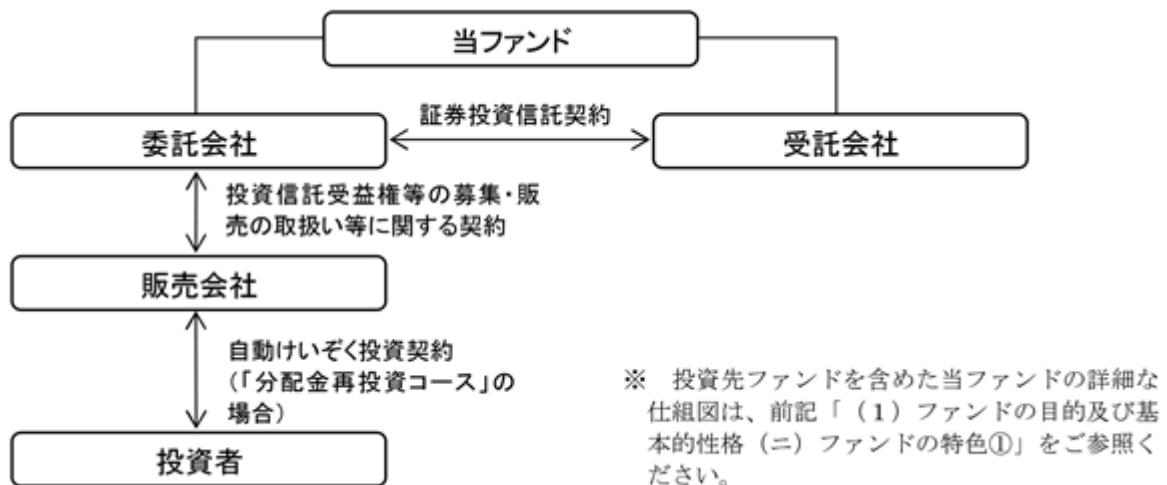 当ファンド
証券投資信託契約
委託会社
受託会社
投資信託受益権等の募集・販
売の取扱い等に関する契約
販売会社
自動けいぞく投資契約
(「分配金再投資コース」の
場合)
投資者
※　投資先ファンドを含めた当ファンドの詳細な
仕組図は、前記「（１）ファンドの目的及び基
本的性格（ニ）ファンドの特色①」をご参照く
ださい。